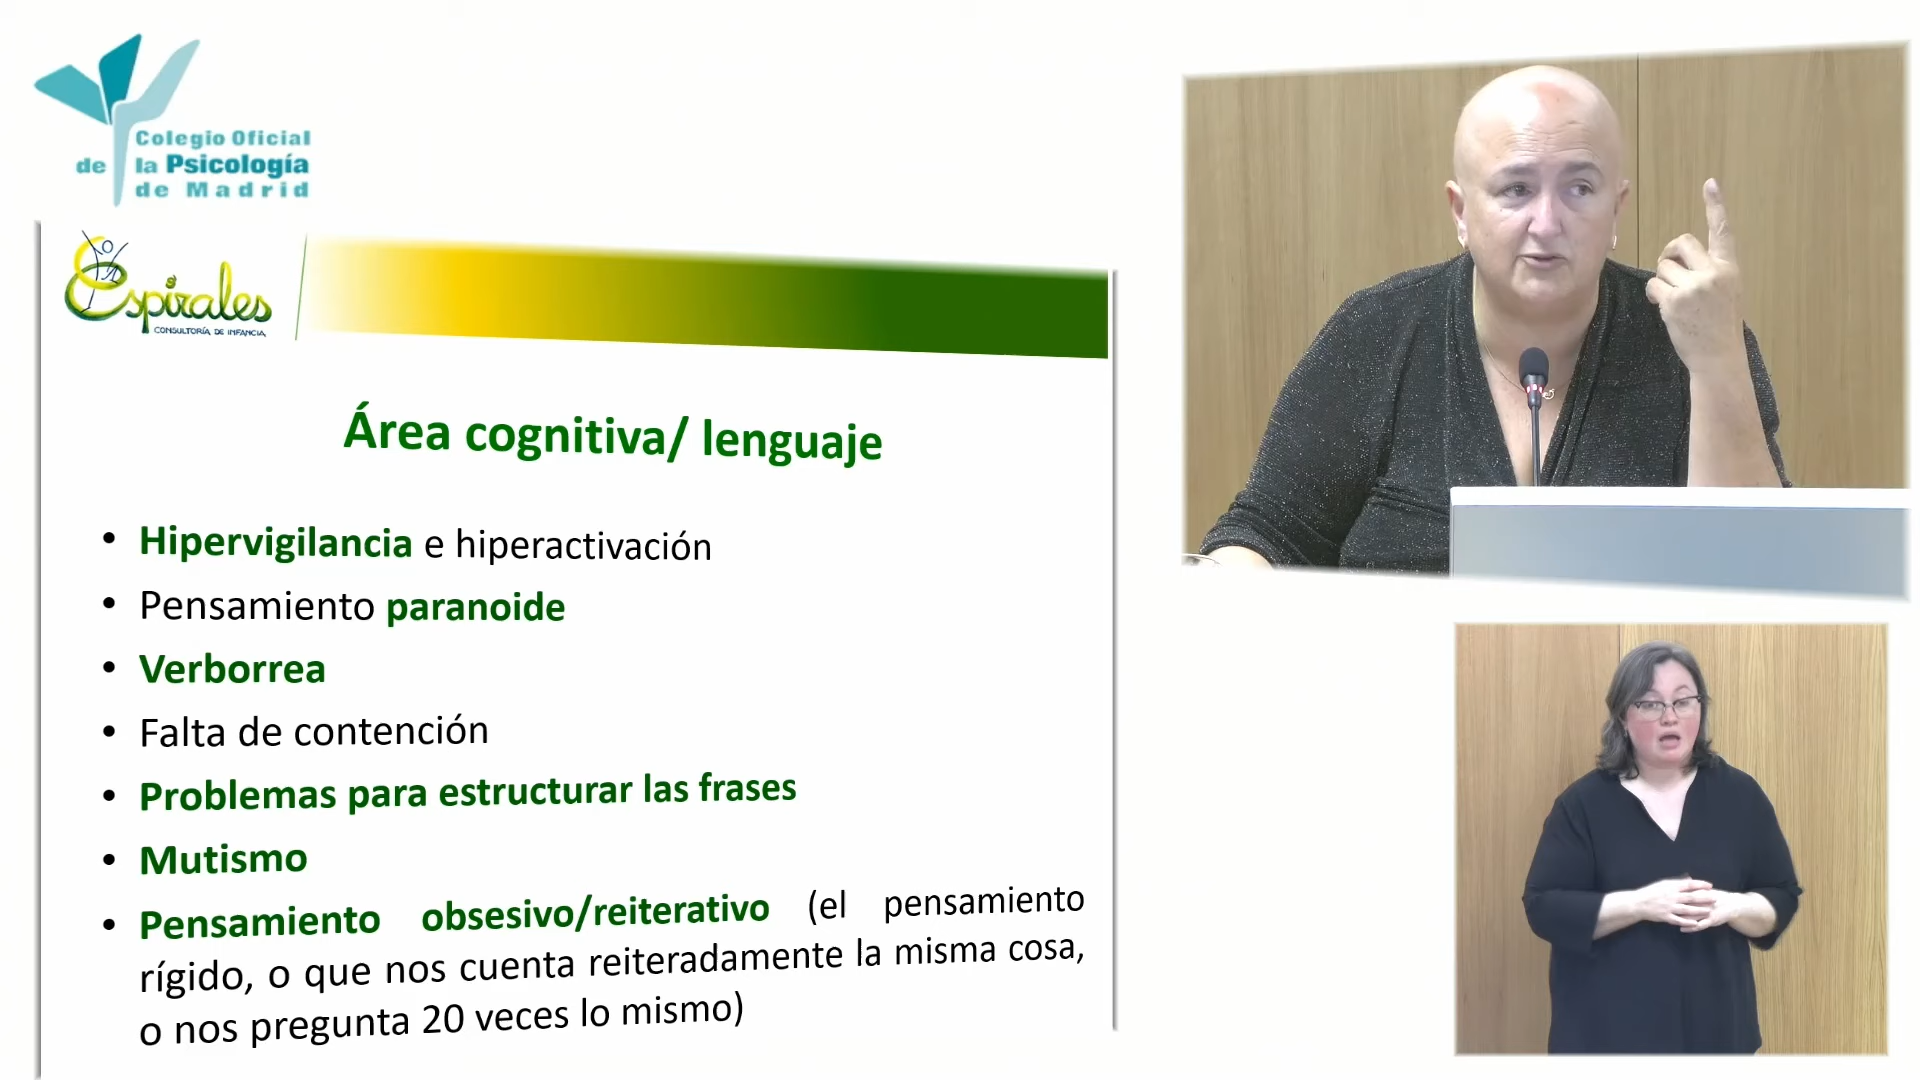 Colegio Oficial
de la Psicología
de Madrid
Espirales
CONSULTORÍA DE INFANCIA
Área cognitiva/ lenguaje
• Hipervigilancia e hiperactivación
• Pensamiento paranoide
• Verborrea
• Falta de contención
• Problemas para estructurar las frases
• Mutismo
• Pensamiento obsesivo/reiterativo (el pensamiento
rígido, o que nos cuenta reiteradamente la misma cosa,
o nos pregunta 20 veces lo mismo)